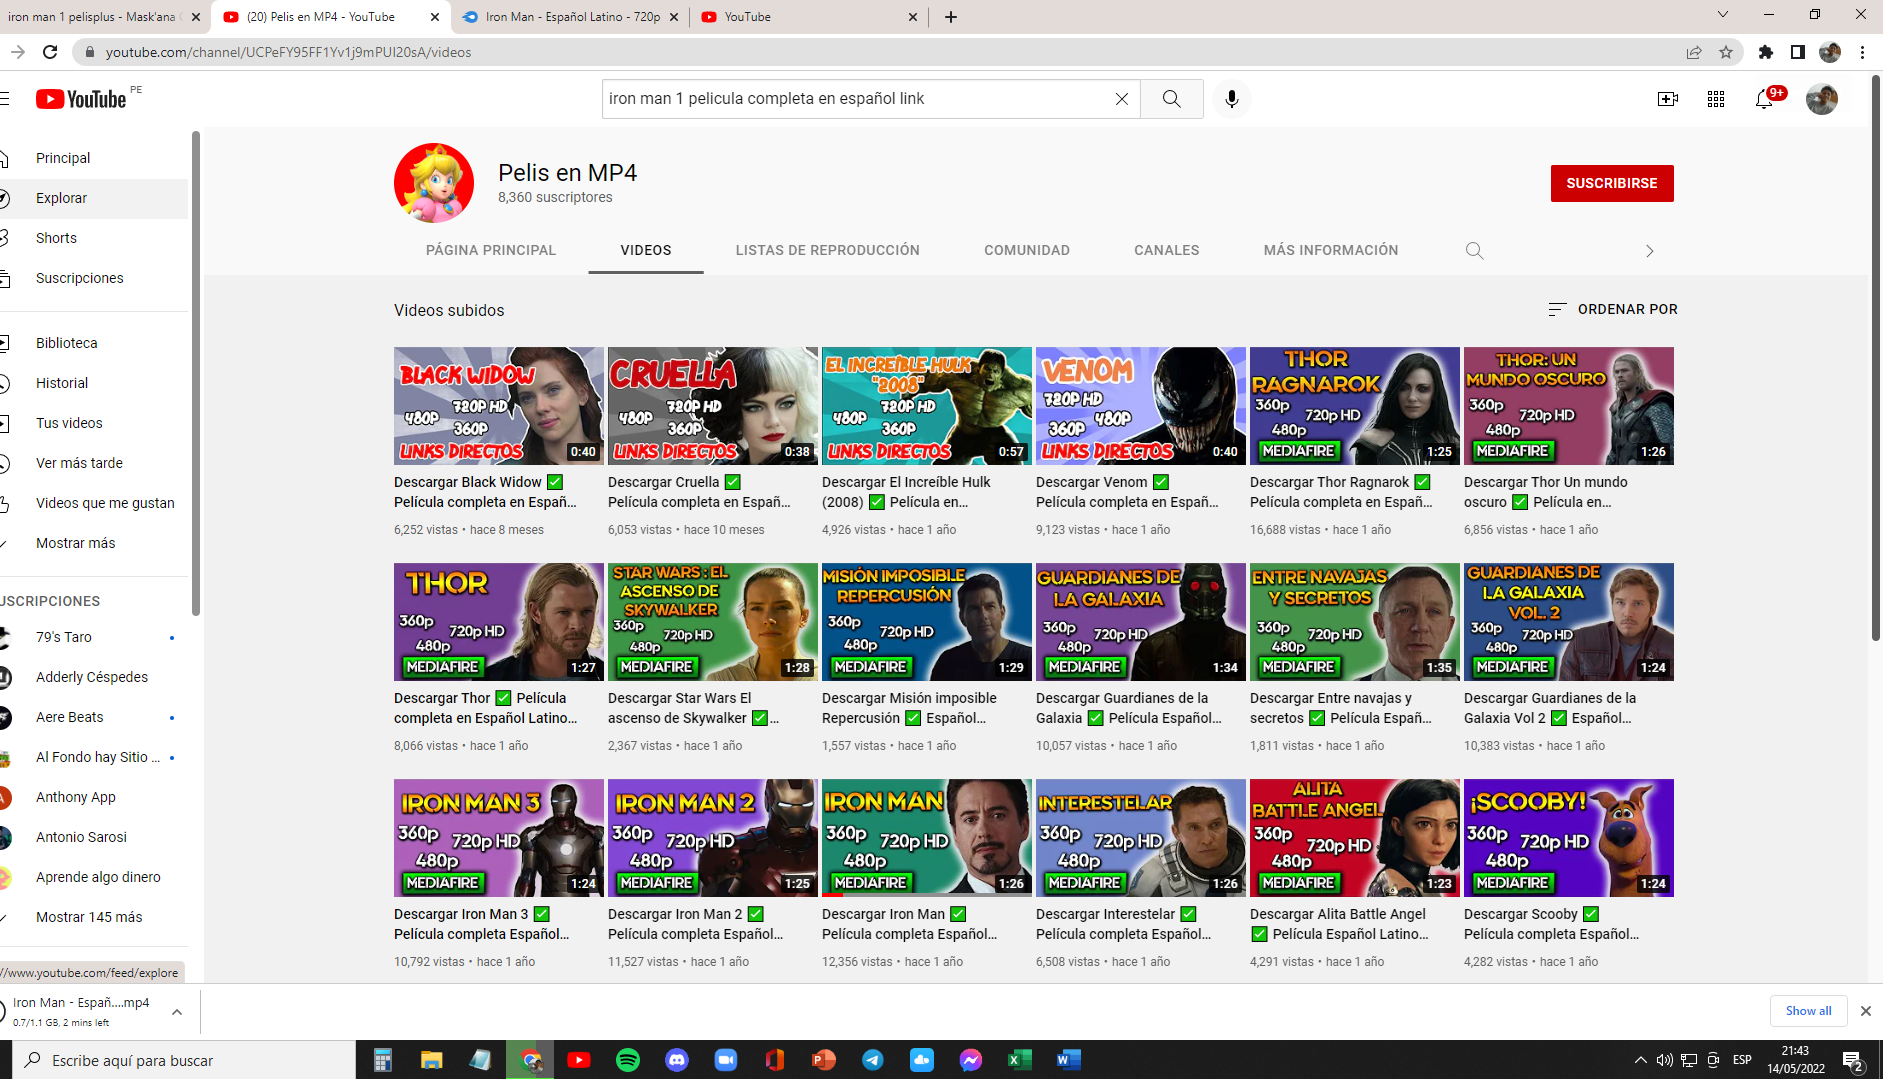 iron man 1 pelisplus - Mask'ana
(20) Pelis en MP4 - YouTube
Iron Man - Español Latino - 720p
YouTube
youtube.com/channel/UCPeFY95FF1Yv1j9mPUI20sA/videos
YouTube PE
iron man 1 pelicula completa en español link
9+
Principal
Explorar
Shorts
Suscripciones
Biblioteca
Historial
Tus videos
Ver más tarde
Videos que me gustan
Mostrar más
USCRIPCIONES
79's Taro
Adderly Céspedes
Aere Beats
Al Fondo hay Sitio ...
Anthony App
Antonio Sarosi
Aprende algo dinero
Mostrar 145 más
Pelis en MP4
8,360 suscriptores
SUSCRIBIRSE
PÁGINA PRINCIPAL
VIDEOS
LISTAS DE REPRODUCCIÓN
COMUNIDAD
CANALES
MÁS INFORMACIÓN
Videos subidos
ORDENAR POR
BLACK WIDOW
480P 720P HD
360P
LINKS DIRECTOS
0:40
CRUELLA
480P 720P HD
360P
LINKS DIRECTOS
0:38
EL INCREÍBLE HULK
"2008"
480P 720P HD
360P
LINKS DIRECTOS
0:57
VENOM
720P HD
480P
360P
LINKS DIRECTOS
0:40
THOR
RAGNAROK
360p
720p HD
480p
MEDIAFIRE
1:25
THOR: UN
MUNDO OSCURO
360p
720p HD
480p
MEDIAFIRE
1:26
Descargar Black Widow ✅
Película completa en Españ...
6,252 vistas • hace 8 meses
Descargar Cruella ✅
Película completa en Españ...
6,053 vistas • hace 10 meses
Descargar El Increíble Hulk
(2008) ✅ Película en...
4,926 vistas • hace 1 año
Descargar Venom ✅
Película completa en Españ...
9,123 vistas • hace 1 año
Descargar Thor Ragnarok ✅
Película completa en Españ...
16,688 vistas • hace 1 año
Descargar Thor Un mundo
oscuro ✅ Película en...
6,856 vistas • hace 1 año
THOR
360p
720p HD
480p
MEDIAFIRE
1:27
STAR WARS : EL
ASCENSO DE
SKYWALKER
360p
720p HD
480p
MEDIAFIRE
1:28
MISIÓN IMPOSIBLE
REPERCUSIÓN
360p
720p HD
480p
MEDIAFIRE
1:29
GUARDIANES DE
LA GALAXIA
360p
720p HD
480p
MEDIAFIRE
1:34
ENTRE NAVAJAS
Y SECRETOS
360p
720p HD
480p
MEDIAFIRE
1:35
GUARDIANES DE
LA GALAXIA
VOL. 2
360p
720p HD
480p
MEDIAFIRE
1:24
Descargar Thor ✅ Película
completa en Español Latino...
8,066 vistas • hace 1 año
Descargar Star Wars El
ascenso de Skywalker ✅...
2,367 vistas • hace 1 año
Descargar Misión imposible
Repercusión ✅ Español...
1,557 vistas • hace 1 año
Descargar Guardianes de la
Galaxia ✅ Película Español...
10,057 vistas • hace 1 año
Descargar Entre navajas y
secretos ✅ Película Españ...
1,811 vistas • hace 1 año
Descargar Guardianes de la
Galaxia Vol 2 ✅ Español...
10,383 vistas • hace 1 año
IRON MAN 3
360p
720p HD
480p
MEDIAFIRE
1:24
IRON MAN 2
360p
720p HD
480p
MEDIAFIRE
1:25
IRON MAN
360p
720p HD
480p
MEDIAFIRE
1:26
INTERESTELAR
360p
720p HD
480p
MEDIAFIRE
1:26
ALITA
BATTLE ANGEL
360p
720p HD
480p
MEDIAFIRE
1:23
¡SCOOBY!
360p
720p HD
480p
MEDIAFIRE
1:24
Descargar Iron Man 3 ✅
Película completa Español...
10,792 vistas • hace 1 año
Descargar Iron Man 2 ✅
Película completa Español...
11,527 vistas • hace 1 año
Descargar Iron Man ✅
Película completa Español...
12,356 vistas • hace 1 año
Descargar Interestelar ✅
Película completa Español...
6,508 vistas • hace 1 año
Descargar Alita Battle Angel
✅ Película Español Latino...
4,291 vistas • hace 1 año
Descargar Scooby ✅
Película completa Español...
4,282 vistas • hace 1 año
//www.youtube.com/feed/explore
Iron Man - Españ....mp4
0.7/1.1 GB, 2 mins left
Show all
Escribe aquí para buscar
ESP
21:43
14/05/2022
2